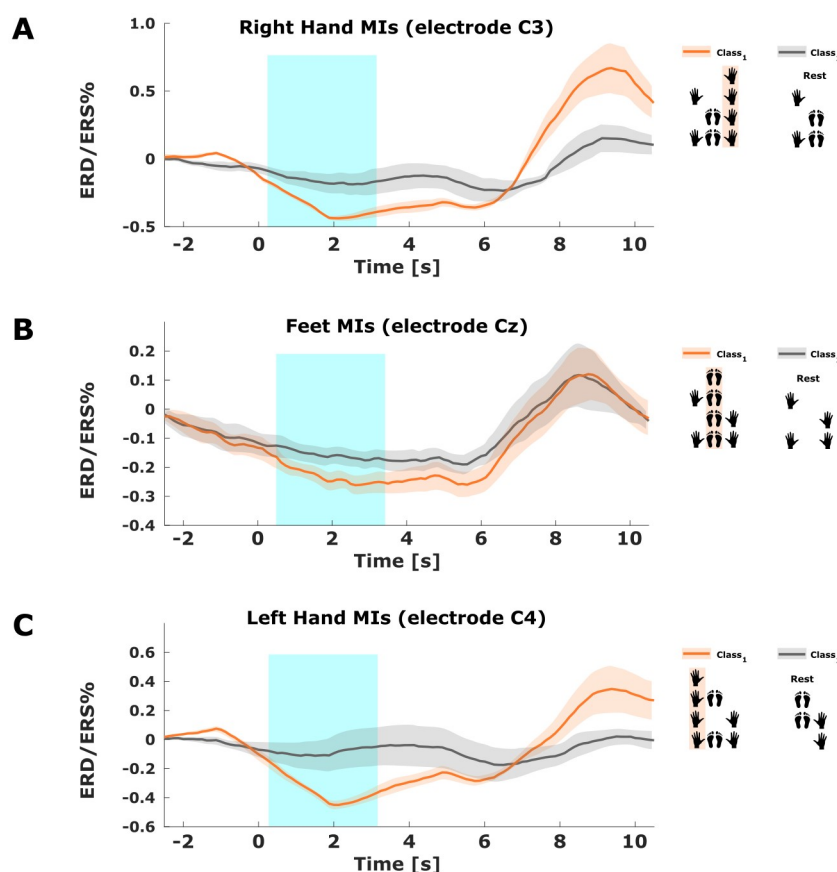 A
Right Hand MIs (electrode C3)
ERD/ERS%
1.0
0.5
0
-0.5
-2 0 2 4 6 8 10
Time [s]
Class1 Class
Rest
B
Feet MIs (electrode Cz)
ERD/ERS%
0.2
0.1
0
-0.1
-0.2
-0.3
-0.4
-2 0 2 4 6 8 10
Time [s]
Class1 Class
Rest
C
Left Hand MIs (electrode C4)
ERD/ERS%
0.6
0.4
0.2
0
-0.2
-0.4
-0.6
-2 0 2 4 6 8 10
Time [s]
Class1 Class
Rest